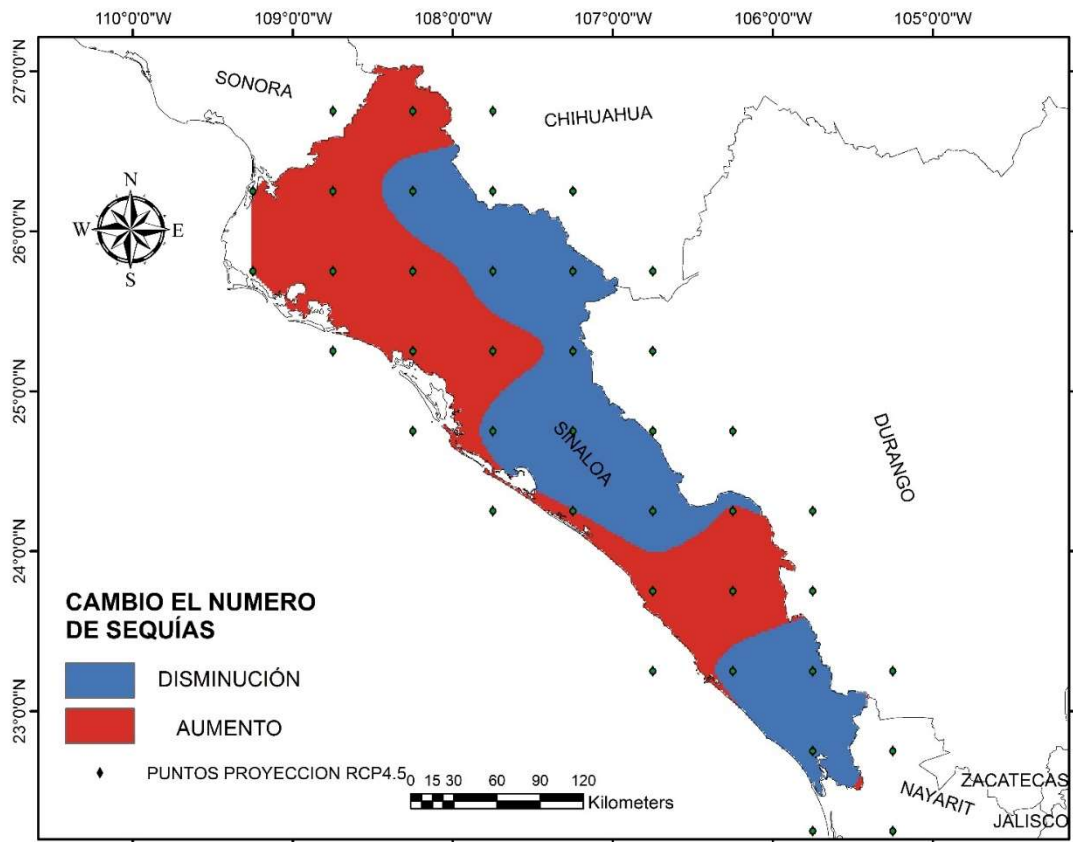 110°0'0"W 109°0'0"W 108°0'0"W 107°0'0"W 106°0'0"W 105°0'0"W
27°0'0"N
26°0'0"N
25°0'0"N
24°0'0"N
23°0'0"N
SONORA
CHIHUAHUA
N
W E
S
SINALOA
DURANGO
CAMBIO EL NUMERO
DE SEQUÍAS
DISMINUCIÓN
AUMENTO
PUNTOS PROYECCION RCP4.5
0 15 30 60 90 120
Kilometers
NAYARIT
ZACATECAS
JALISCO